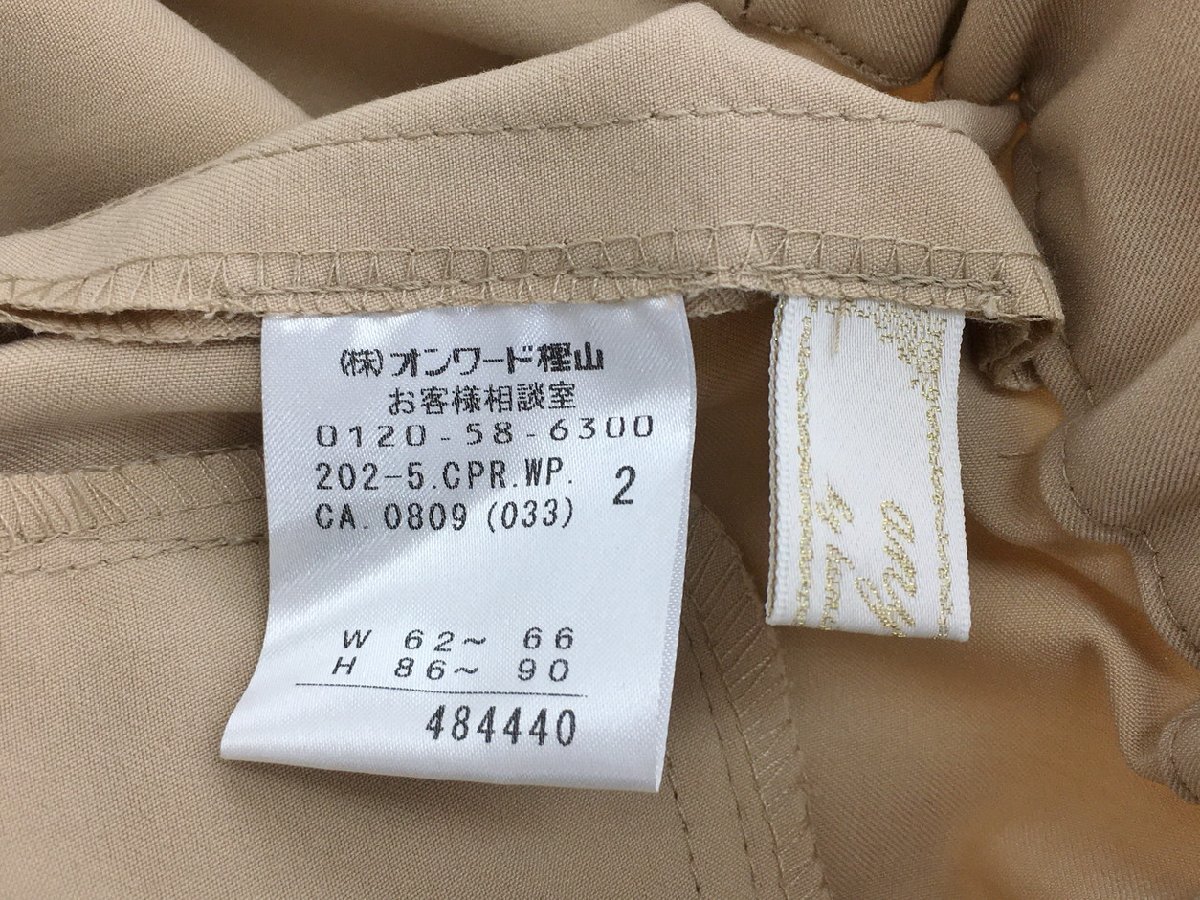 (株)オンワード樫山
お客様相談室
0120-58-6300
202-5.CPR.WP. 2
CA. 0809 (033)
W 62~ 66
H 86~ 90
484440
any